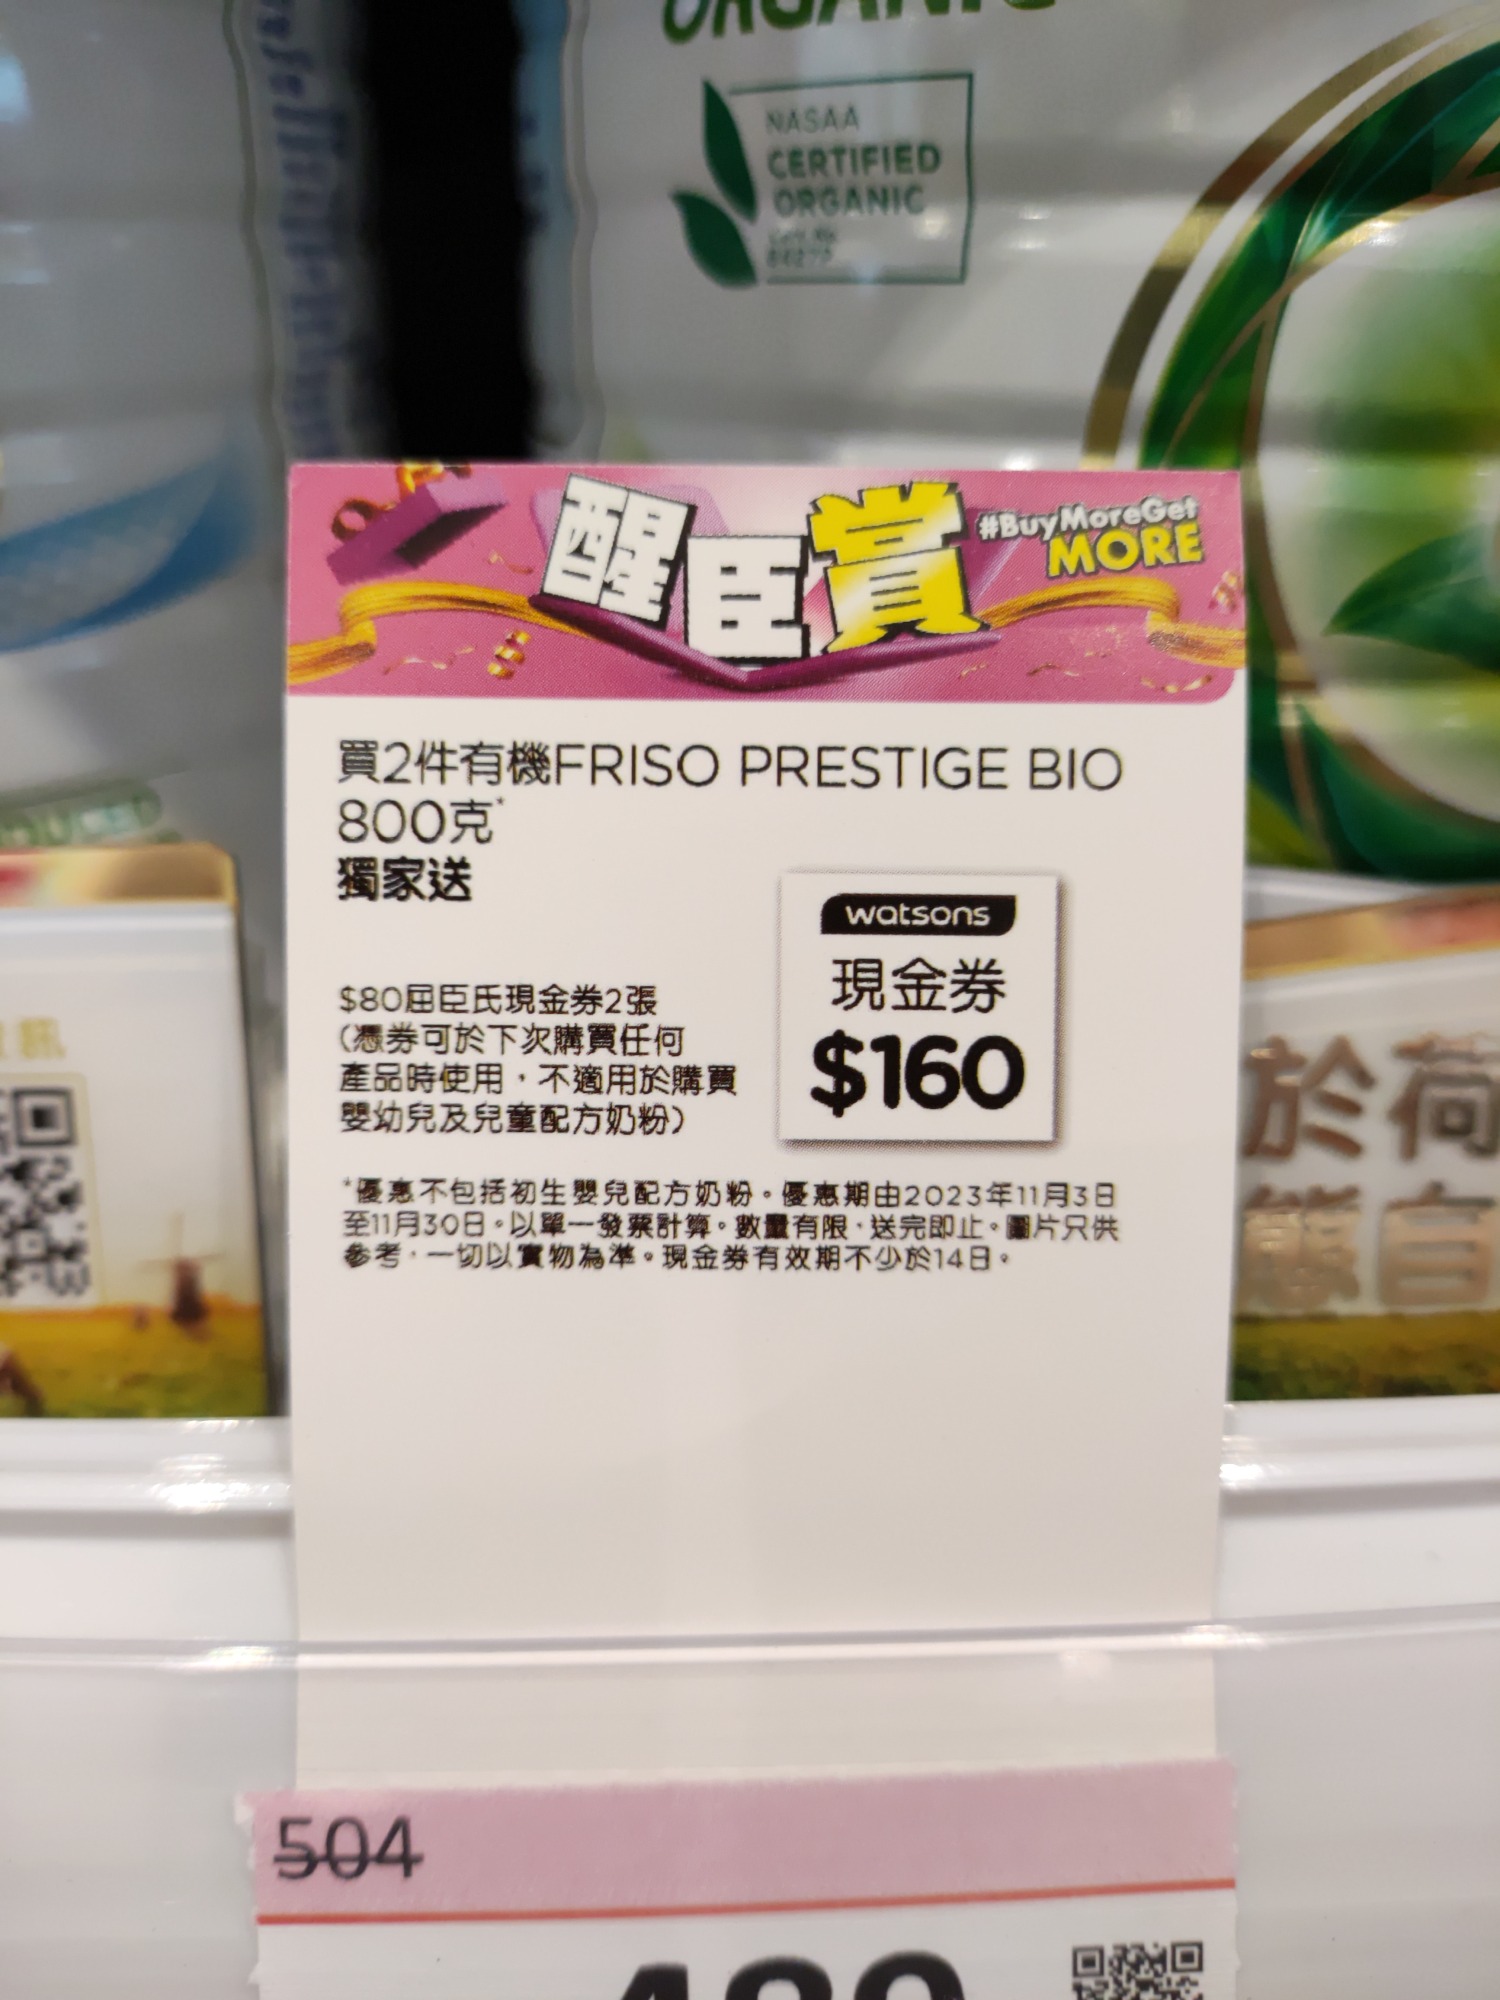 ORGANIC
NASAA
CERTIFIED
ORGANIC
醒臣賞
#BuyMoreGet
MORE
買2件有機FRISO PRESTIGE BIO
800克*
獨家送
watsons
現金券
$160
$80屈臣氏現金券2張
(憑券可於下次購買任何
產品時使用，不適用於購買
嬰幼兒及兒童配方奶粉)
*優惠不包括初生嬰兒配方奶粉。優惠期由2023年11月3日
至11月30日。以單一發票計算。數量有限，送完即止。圖片只供
參考，一切以實物為準。現金券有效期不少於14日。
於荷
504